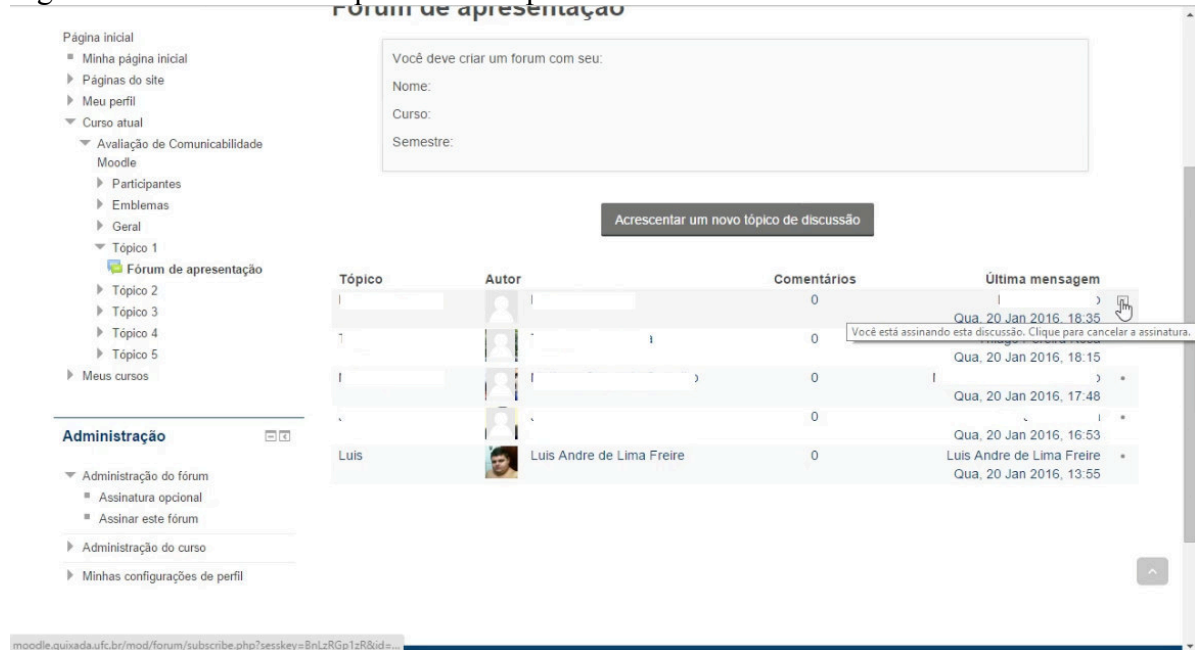 Fórum de apresentação
Página inicial
Minha página inicial
Páginas do site
Meu perfil
Curso atual
Avaliação de Comunicabilidade
Moodle
Participantes
Emblemas
Geral
Tópico 1
Fórum de apresentação
Tópico 2
Tópico 3
Tópico 4
Tópico 5
Meus cursos
Administração
Administração do fórum
Assinatura opcional
Assinar este fórum
Administração do curso
Minhas configurações de perfil
Você deve criar um forum com seu:
Nome:
Curso:
Semestre:
Acrescentar um novo tópico de discussão
Tópico Autor Comentários Última mensagem
0
Qua, 20 Jan 2016, 18:35
Você está assinando esta discussão. Clique para cancelar a assinatura.
0
Qua, 20 Jan 2016, 18:15
0
Qua, 20 Jan 2016, 17:48
0
Qua, 20 Jan 2016, 16:53
Luis Luis Andre de Lima Freire 0 Luis Andre de Lima Freire
Qua, 20 Jan 2016, 13:55
moodle.quixada.ufc.br/mod/forum/subscribe.php?sesskey=BnLzRGp1zR&id=...